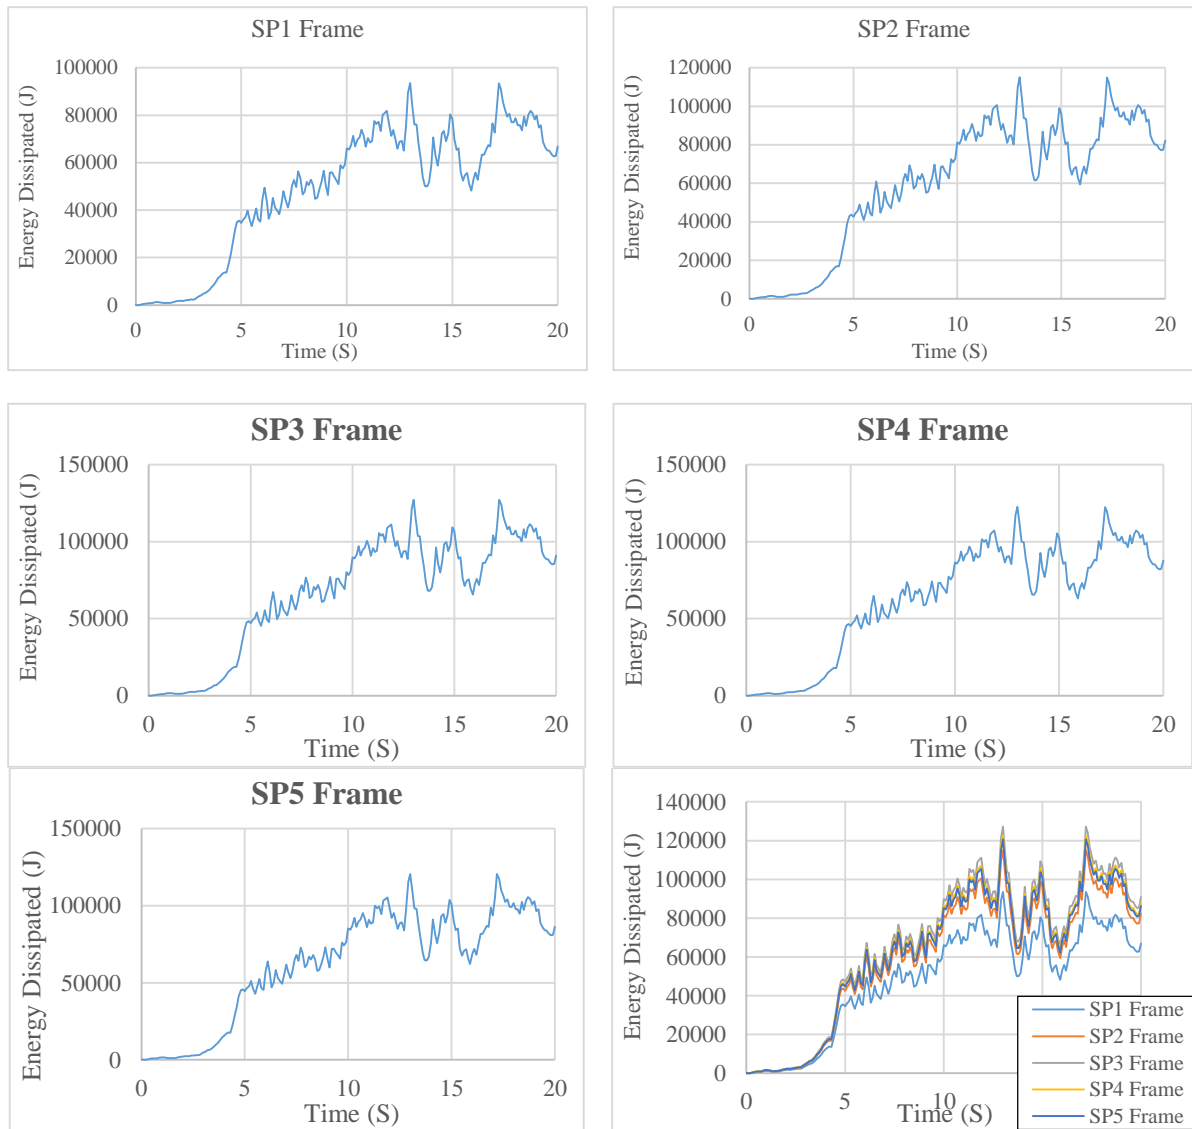 SP1 Frame
Energy Dissipated (J)
100000
80000
60000
40000
20000
0
0 5 10 15 20
Time (S)
SP2 Frame
Energy Dissipated (J)
120000
100000
80000
60000
40000
20000
0
0 5 10 15 20
Time (S)
SP3 Frame
Energy Dissipated (J)
150000
100000
50000
0
0 5 10 15 20
Time (S)
SP4 Frame
Energy Dissipated (J)
150000
100000
50000
0
0 5 10 15 20
Time (S)
SP5 Frame
Energy Dissipated (J)
150000
100000
50000
0
0 5 10 15 20
Time (S)
Energy Dissipated (J)
140000
120000
100000
80000
60000
40000
20000
0
0 5 10
Time (S)
SP1 Frame
SP2 Frame
SP3 Frame
SP4 Frame
SP5 Frame